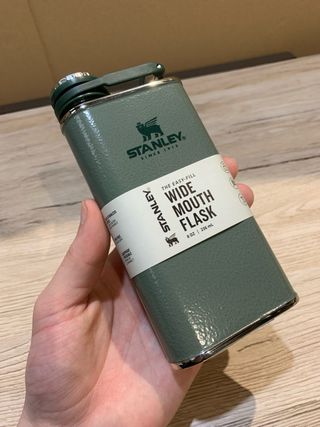 STANLEY
SINCE 1913
STANLEY
THE EASY-FILL
WIDE
MOUTH
FLASK
8 OZ | 236 mL